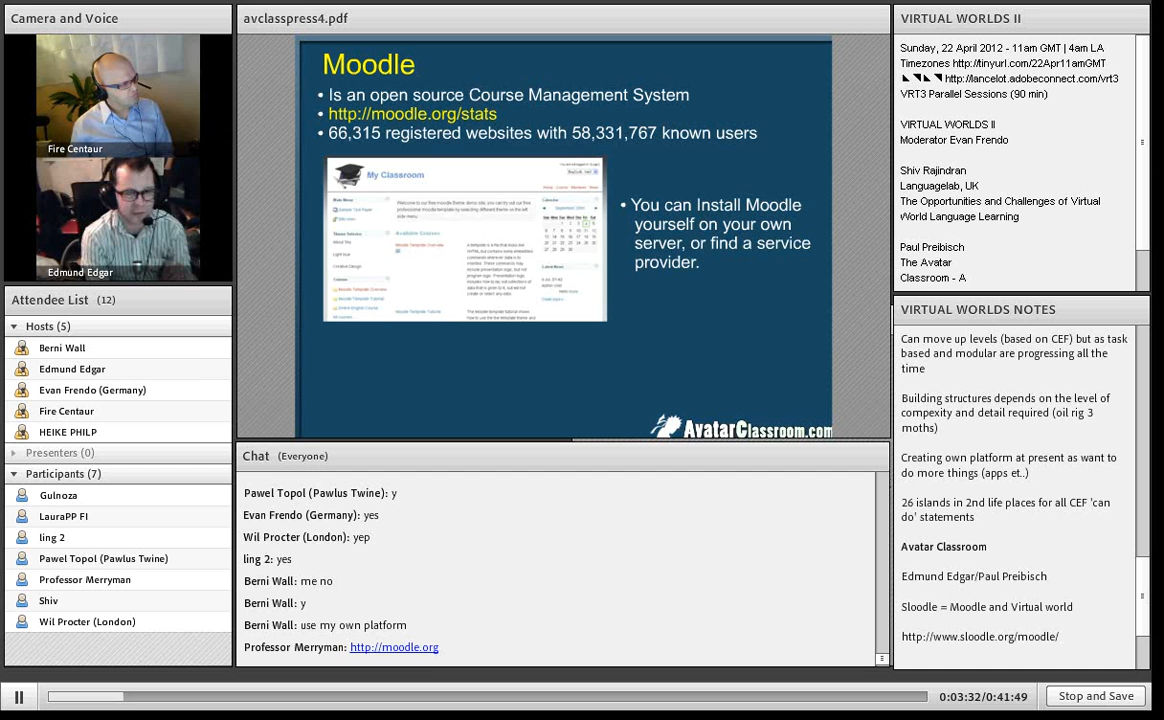 Camera and Voice
Fire Centaur
Edmund Edgar
Attendee List (12)
Hosts (5)
Berni Wall
Edmund Edgar
Evan Frendo (Germany)
Fire Centaur
HEIKE PHILP
Presenters (0)
Participants (7)
Gulnoza
LauraPP FI
ling 2
Pawel Topol (Pawlus Twine)
Professor Merryman
Shiv
Wil Procter (London)
avclasspress4.pdf
Moodle
• Is an open source Course Management System
• http://moodle.org/stats
• 66,315 registered websites with 58,331,767 known users
My Classroom
Available Courses
• You can Install Moodle
yourself on your own
server, or find a service
provider.
AvatarClassroom.com
Chat (Everyone)
Pawel Topol (Pawlus Twine): y
Evan Frendo (Germany): yes
Wil Procter (London): yep
ling 2: yes
Berni Wall: me no
Berni Wall: y
Berni Wall: use my own platform
Professor Merryman: http://moodle.org
VIRTUAL WORLDS II
Sunday, 22 April 2012 - 11am GMT | 4am LA
Timezones http://tinyurl.com/22Apr11amGMT
http://lancelot.adobeconnect.com/vrt3
VRT3 Parallel Sessions (90 min)
VIRTUAL WORLDS II
Moderator Evan Frendo
Shiv Rajindran
Languagelab, UK
The Opportunities and Challenges of Virtual
World Language Learning
Paul Preibisch
The Avatar
Classroom - A
VIRTUAL WORLDS NOTES
Can move up levels (based on CEF) but as task
based and modular are progressing all the
time
Building structures depends on the level of
compexity and detail required (oil rig 3
moths)
Creating own platform at present as want to
do more things (apps et..)
26 islands in 2nd life places for all CEF 'can
do' statements
Avatar Classroom
Edmund Edgar/Paul Preibisch
Sloodle = Moodle and Virtual world
http://www.sloodle.org/moodle/
0:03:32/0:41:49
Stop and Save